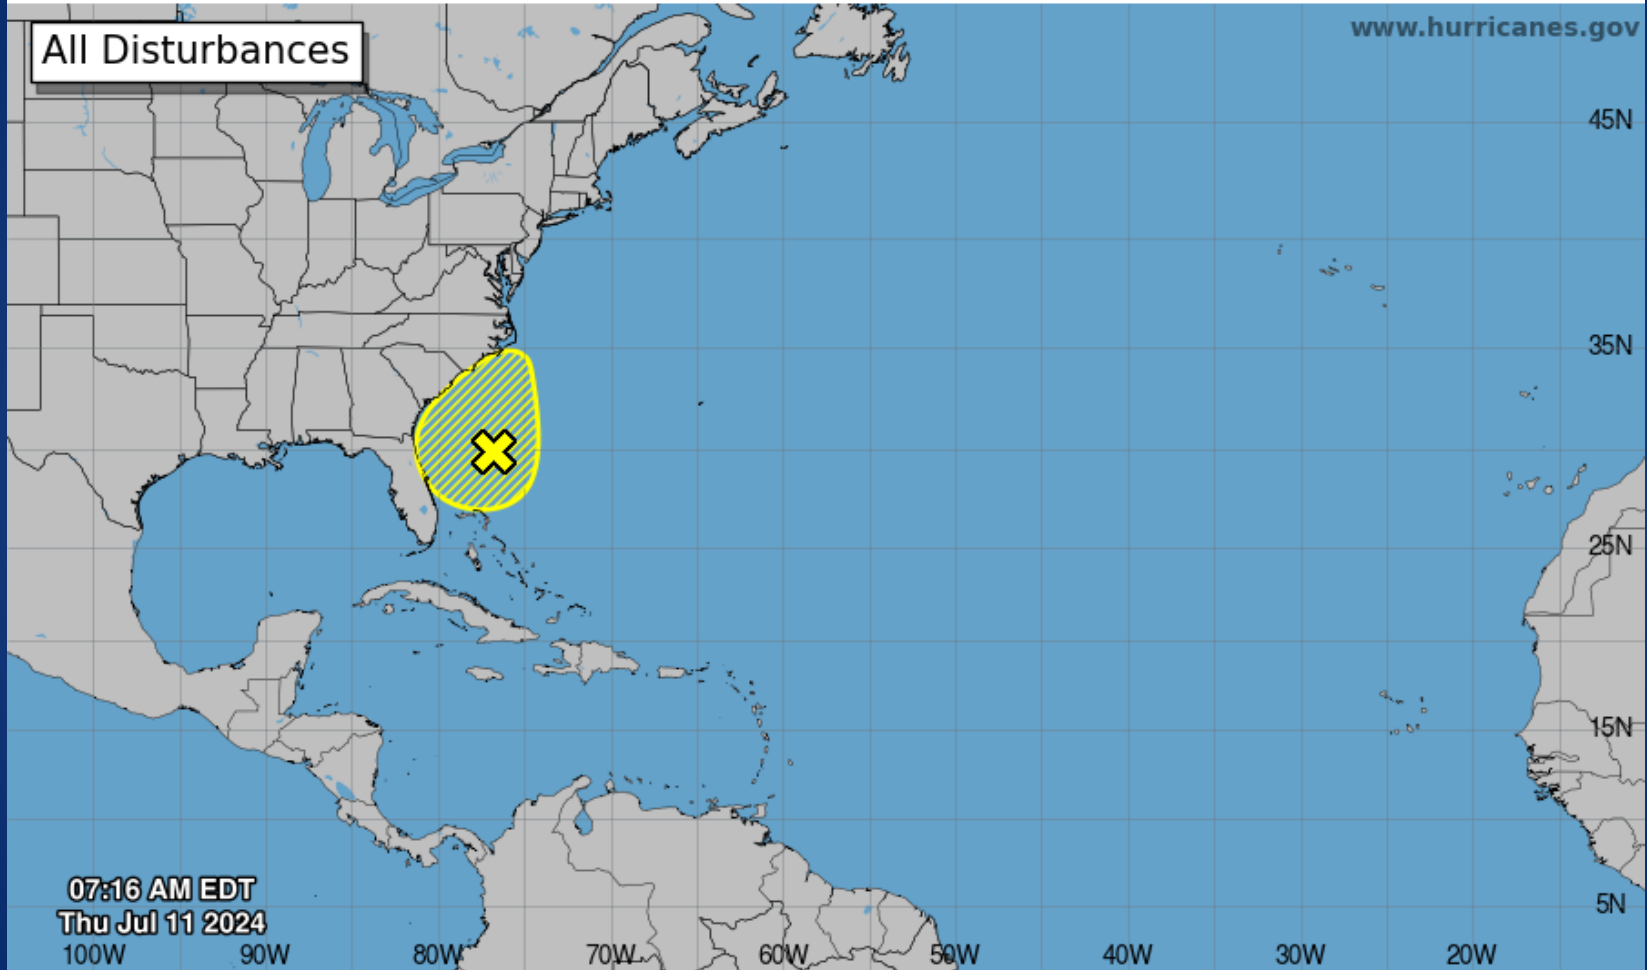 All Disturbances
www.hurricanes.gov
45N
35N
25N
15N
5N
07:16 AM EDT
Thu Jul 11 2024
100W 90W 80W 70W 60W 50W 40W 30W 20W